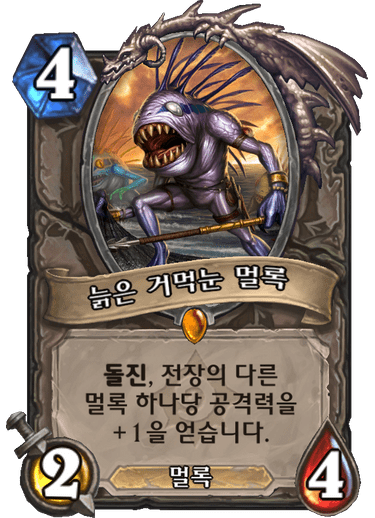 4
늙은 거먹눈 멀록
돌진, 전장의 다른
멀록 하나당 공격력을
+1을 얻습니다.
2
멀록
4